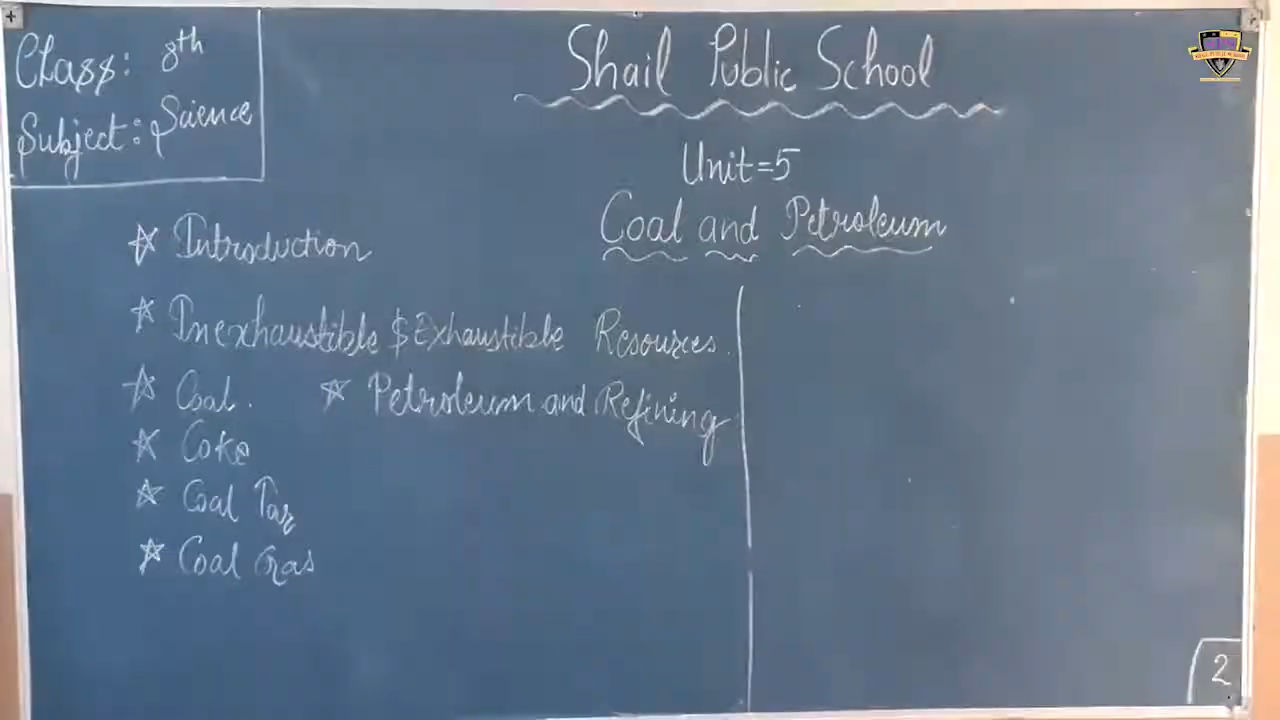 Class: 8th
Subject: Science
Shail Public School
Unit=5
Coal and Petroleum
☆ Introduction
☆ Inexhaustible & Exhaustible Resources.
☆ Coal. ☆ Petroleum and Refining
☆ Coke
☆ Coal Tar
☆ Coal Gas
2